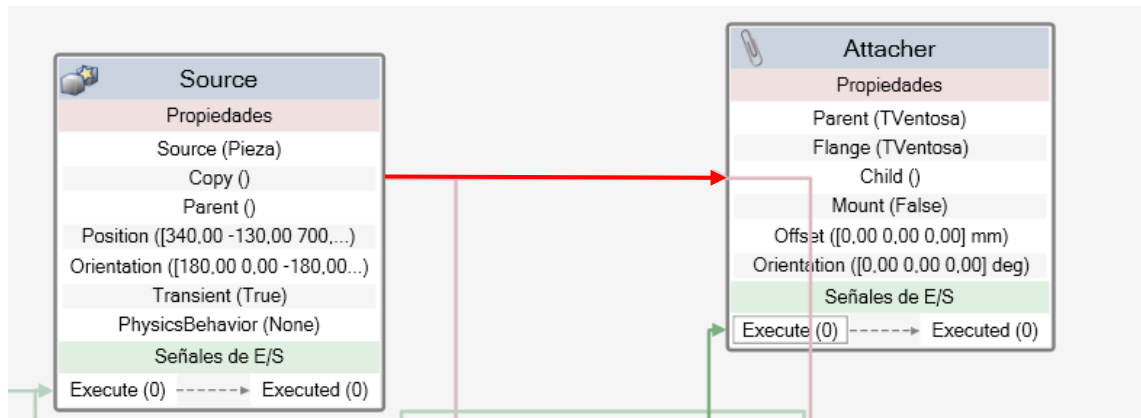 Source
Propiedades
Source (Pieza)
Copy ()
Parent ()
Position ([340,00 -130,00 700,...)
Orientation ([180,00 0,00 -180,00...)
Transient (True)
PhysicsBehavior (None)
Señales de E/S
Execute (0) Executed (0)
Attacher
Propiedades
Parent (TVentosa)
Flange (TVentosa)
Child ()
Mount (False)
Offset ([0,00 0,00 0,00] mm)
Orientation ([0,00 0,00 0,00] deg)
Señales de E/S
Execute (0) Executed (0)